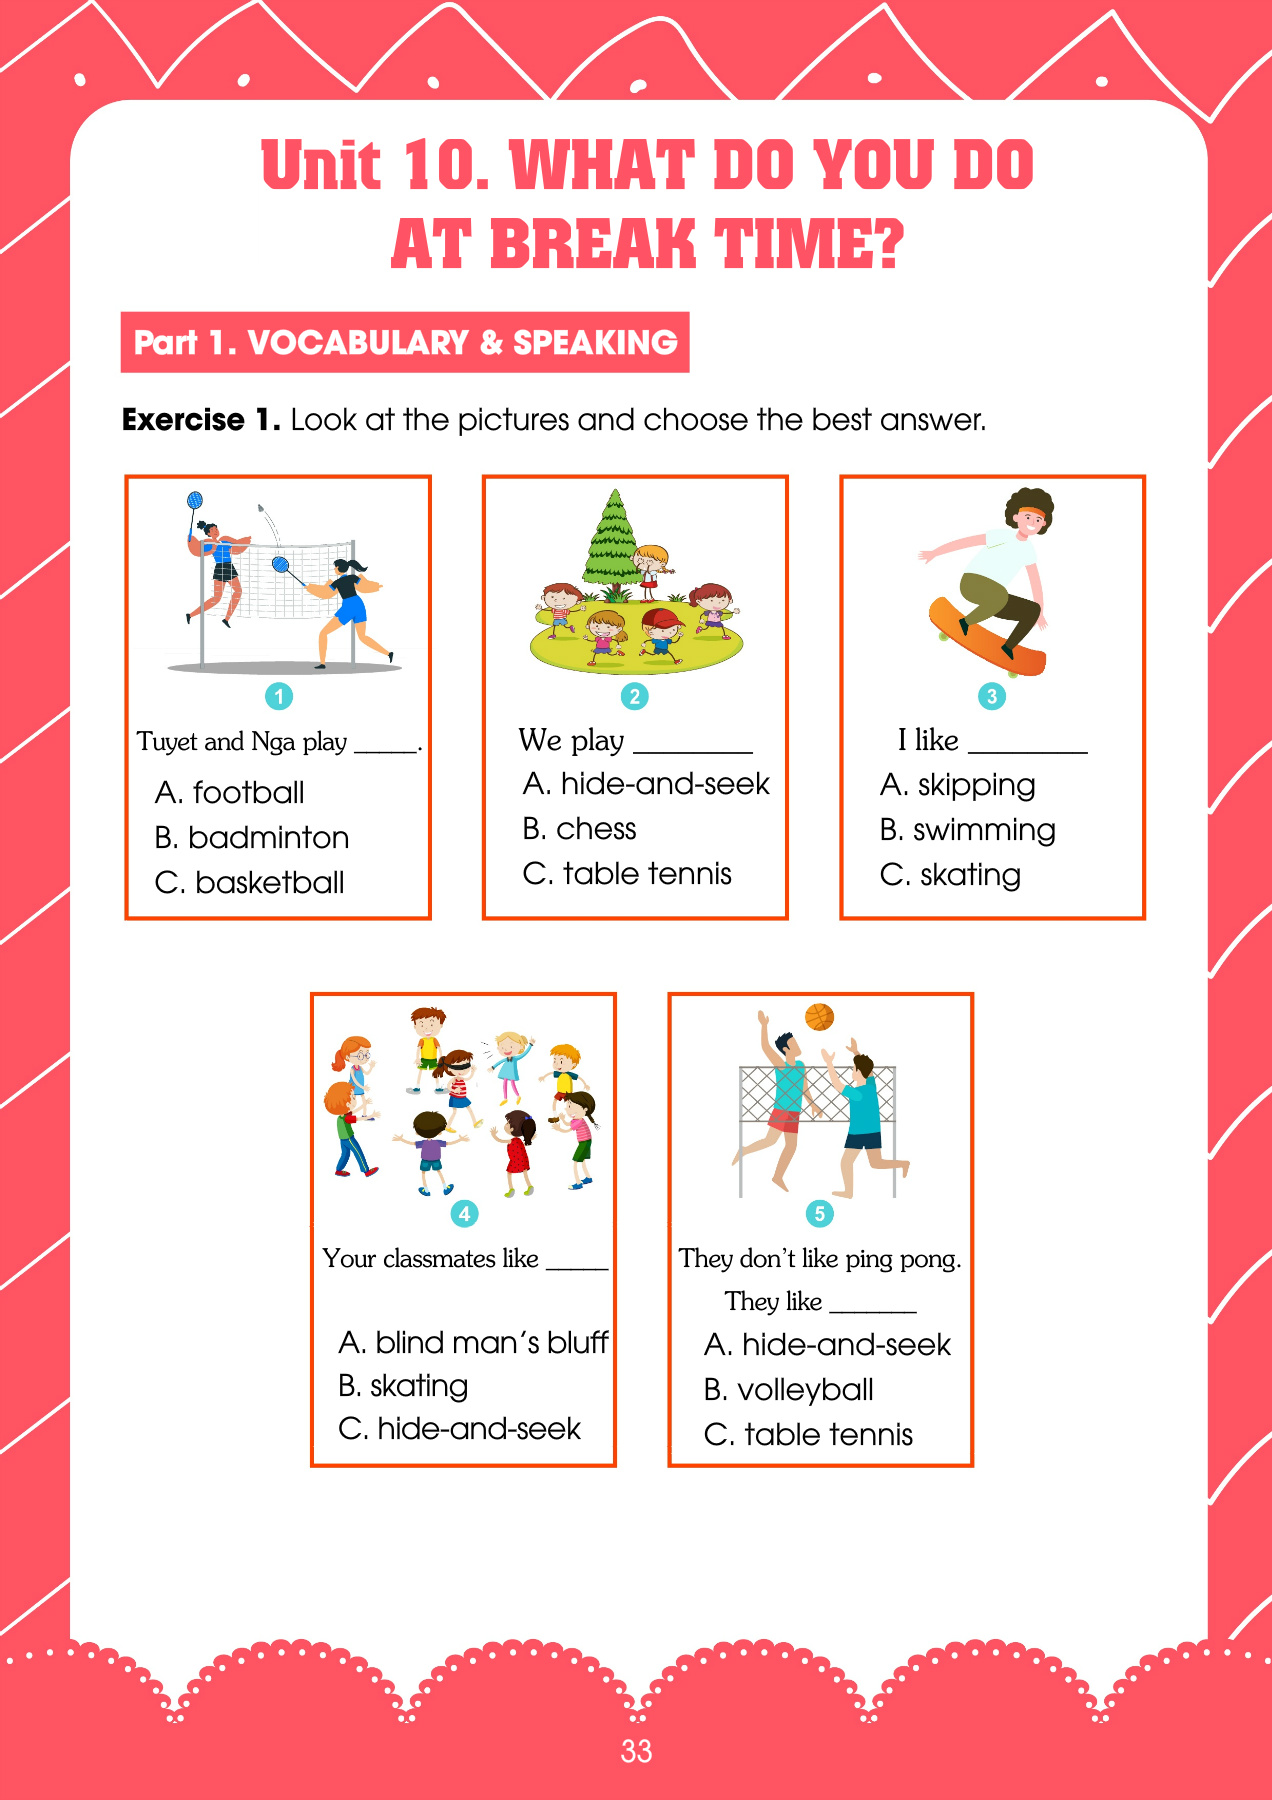 Unit 10. WHAT DO YOU DO
AT BREAK TIME?
Part 1. VOCABULARY & SPEAKING
Exercise 1. Look at the pictures and choose the best answer.
1
Tuyet and Nga play _____.
A. football
B. badminton
C. basketball
2
We play ________
A. hide-and-seek
B. chess
C. table tennis
3
I like ________
A. skipping
B. swimming
C. skating
4
Your classmates like _____
A. blind man's bluff
B. skating
C. hide-and-seek
5
They don't like ping pong.
They like _______
A. hide-and-seek
B. volleyball
C. table tennis
33